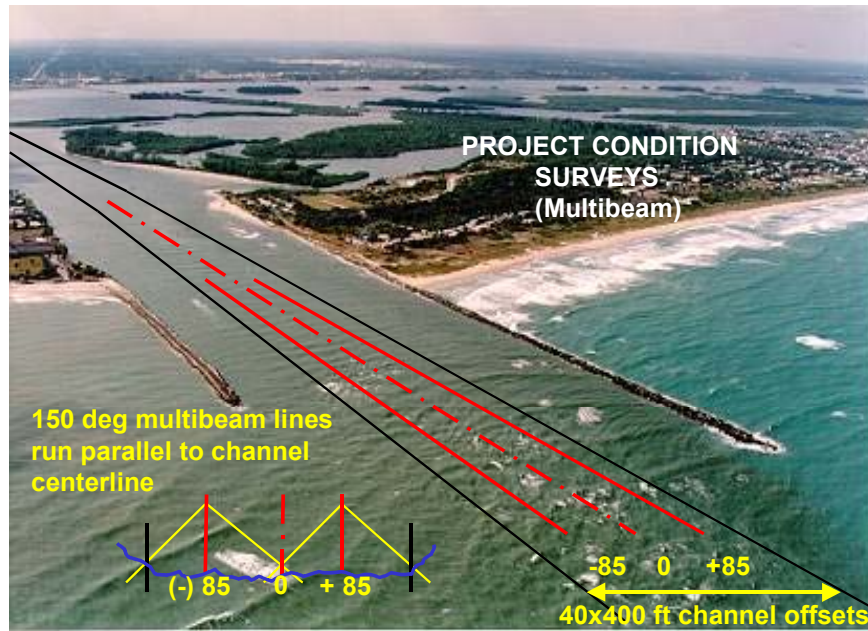 PROJECT CONDITION
SURVEYS
(Multibeam)
150 deg multibeam lines
run parallel to channel
centerline
(-) 85 0 + 85
-85 0 +85
40x400 ft channel offsets